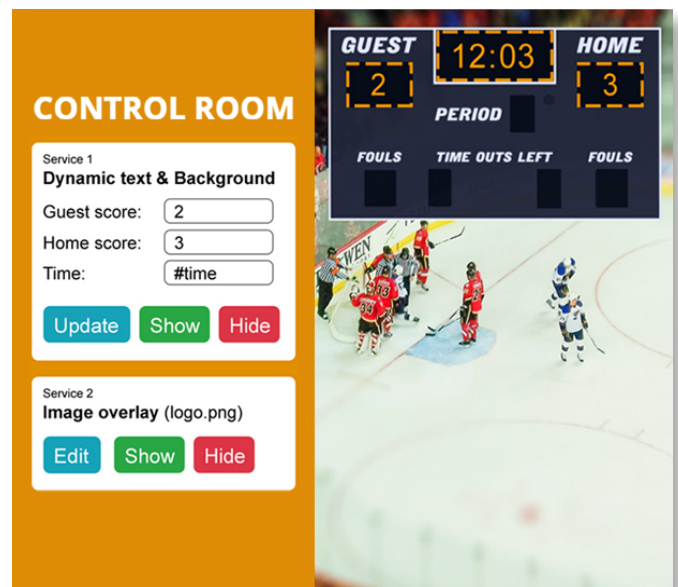 CONTROL ROOM
Service 1
Dynamic text & Background
Guest score: 2
Home score: 3
Time: #time
Update Show Hide
Service 2
Image overlay (logo.png)
Edit Show Hide
GUEST 12:03 HOME
2 3
PERIOD
FOULS TIME OUTS LEFT FOULS